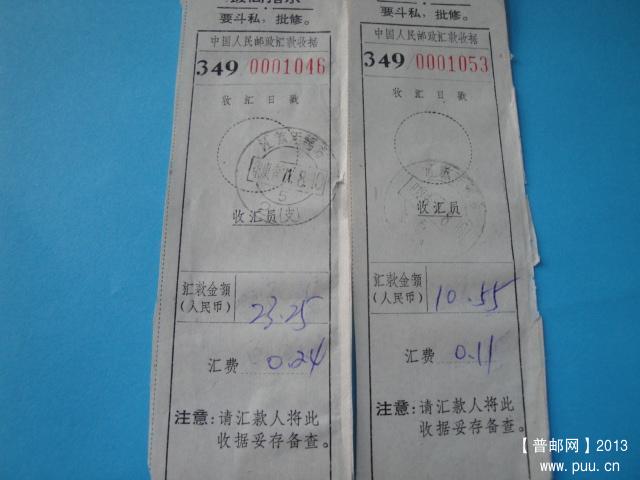 要斗私，批修。
中国人民邮政汇款收据
349 0001046
收汇日戳
5
收汇员(支)
汇款金额
(人民币)
23.25
汇费 0.24
注意：请汇款人将此
收据妥存备查。
要斗私，批修。
中国人民邮政汇款收据
349 0001053
收汇日戳
收汇员
汇款金额
(人民币)
10.55
汇费 0.11
注意：请汇款人将此
收据妥存备查。
【普邮网】2013
www.puu.cn